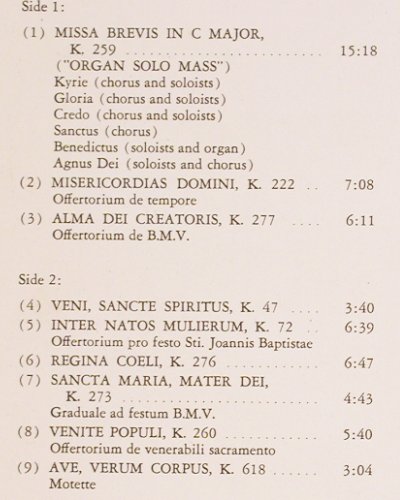 Side 1:
(1) MISSA BREVIS IN C MAJOR,
K. 259 .......................... 15:18
("ORGAN SOLO MASS")
Kyrie (chorus and soloists)
Gloria (chorus and soloists)
Credo (chorus and soloists)
Sanctus (chorus)
Benedictus (soloists and organ)
Agnus Dei (soloists and chorus)
(2) MISERICORDIAS DOMINI, K. 222 .. 7:08
Offertorium de tempore
(3) ALMA DEI CREATORIS, K. 277 .... 6:11
Offertorium de B.M.V.
Side 2:
(4) VENI, SANCTE SPIRITUS, K. 47 .... 3:40
(5) INTER NATOS MULIERUM, K. 72 . 6:39
Offertorium pro festo Sti. Joannis Baptistae
(6) REGINA COELI, K. 276 ............ 6:47
(7) SANCTA MARIA, MATER DEI,
K. 273 .......................... 4:43
Graduale ad festum B.M.V.
(8) VENITE POPULI, K. 260 ........... 5:40
Offertorium de venerabili sacramento
(9) AVE, VERUM CORPUS, K. 618 ..... 3:04
Motette